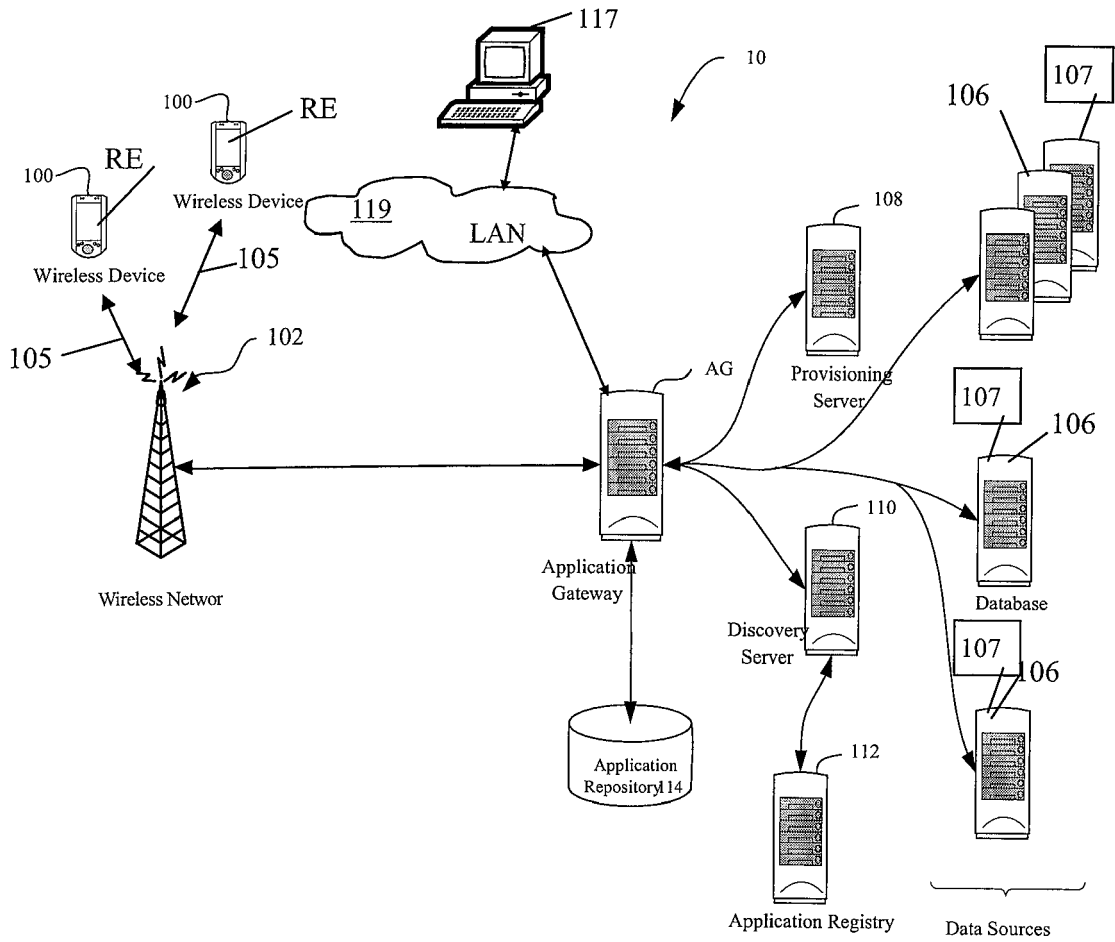 117
10
107
106
100
RE
100
RE
Wireless Device
Wireless Device
119
LAN
108
105
105
102
AG
Provisioning
Server
107
106
110
Application
Gateway
Wireless Networ
Database
Discovery
Server
107
106
112
Application
Repository114
Application Registry
Data Sources